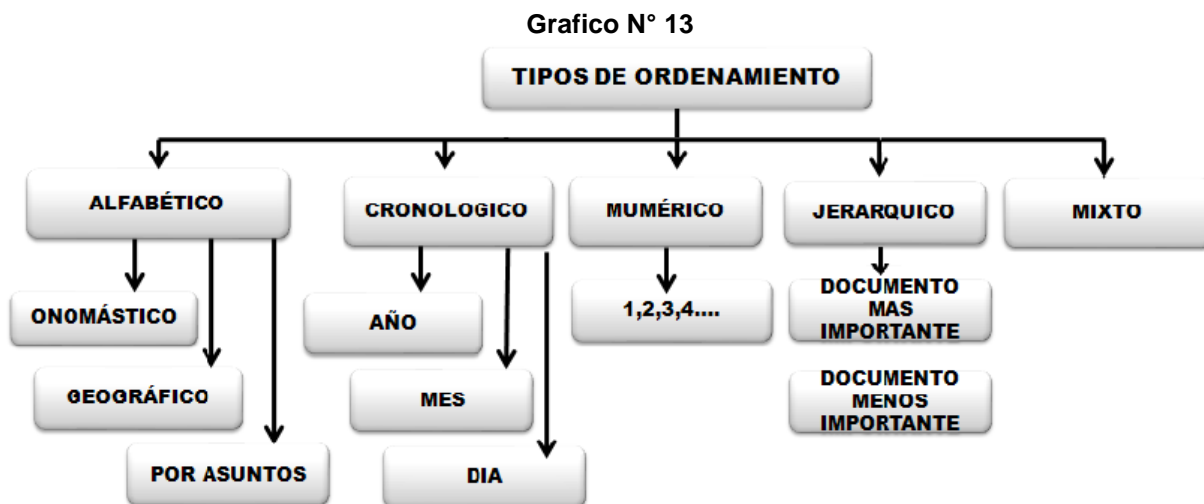 Grafico N° 13
TIPOS DE ORDENAMIENTO
ALFABÉTICO
CRONOLOGICO
MUMÉRICO
JERARQUICO
MIXTO
ONOMÁSTICO
GEOGRÁFICO
POR ASUNTOS
AÑO
MES
DIA
1,2,3,4....
DOCUMENTO
MAS
IMPORTANTE
DOCUMENTO
MENOS
IMPORTANTE